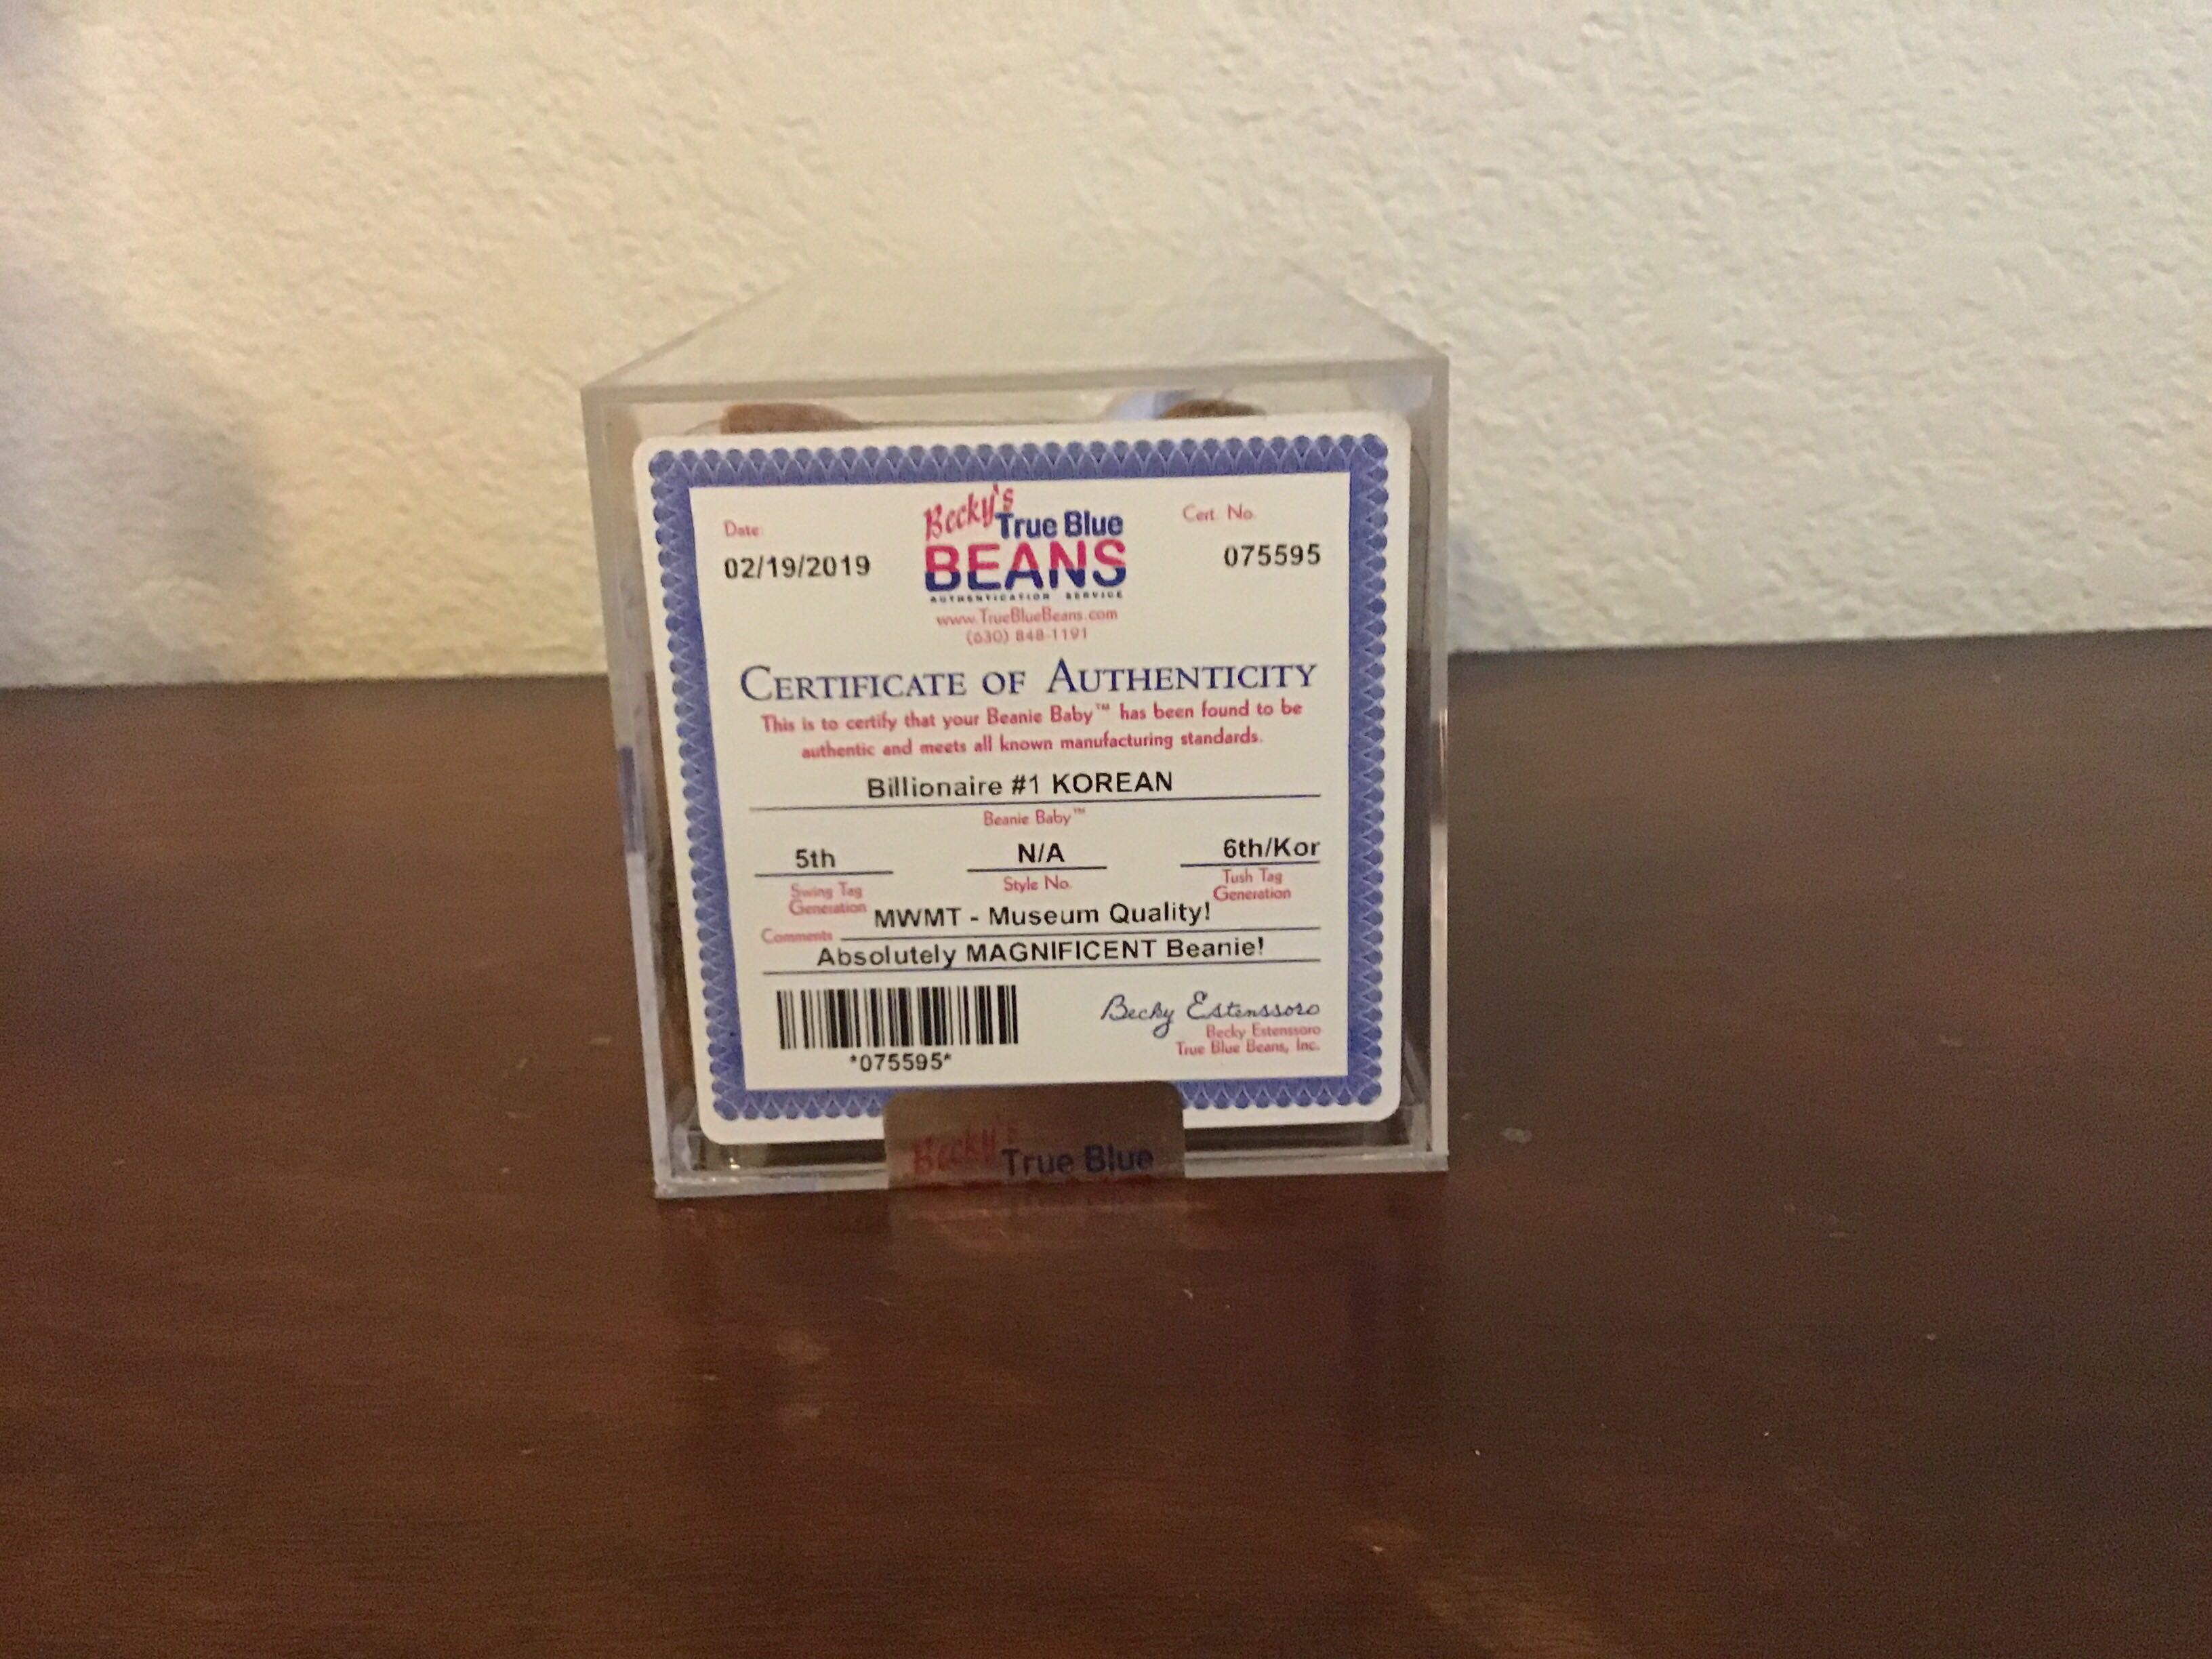 Date:
02/19/2019
Becky's
True Blue
BEANS
AUTHENTICATION SERVICE
www.TrueBlueBeans.com
(630) 848-1191
Cert. No.
075595
CERTIFICATE OF AUTHENTICITY
This is to certify that your Beanie Baby™ has been found to be
authentic and meets all known manufacturing standards.
Billionaire #1 KOREAN
Beanie Baby™
5th
N/A
6th/Kor
Swing Tag
Generation
Style No.
Tush Tag
Generation
Comments MWMT - Museum Quality!
Absolutely MAGNIFICENT Beanie!
*075595*
Becky Estenssoro
Becky Estenssoro
True Blue Beans, Inc.
Becky's
True Blue